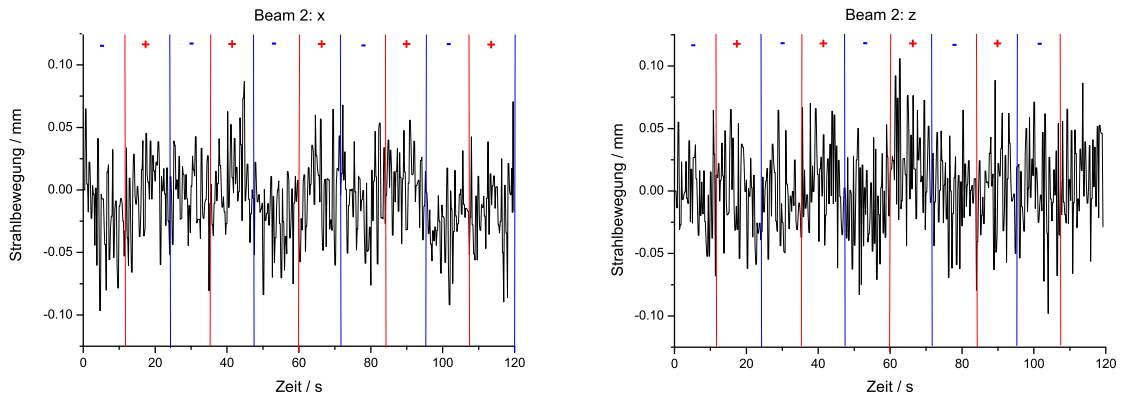 Beam 2: x
- + - + - + - + - +
0.10
0.05
0.00
-0.05
-0.10
Strahlbewegung / mm
0 20 40 60 80 100 120
Zeit / s
Beam 2: z
- + - + - + - + -
0.10
0.05
0.00
-0.05
-0.10
Strahlbewegung / mm
0 20 40 60 80 100 120
Zeit / s